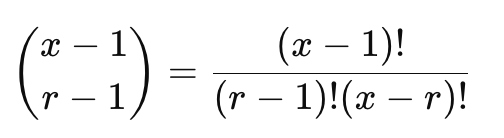 \binom{x-1}{r-1} = \frac{(x-1)!}{(r-1)!(x-r)!}